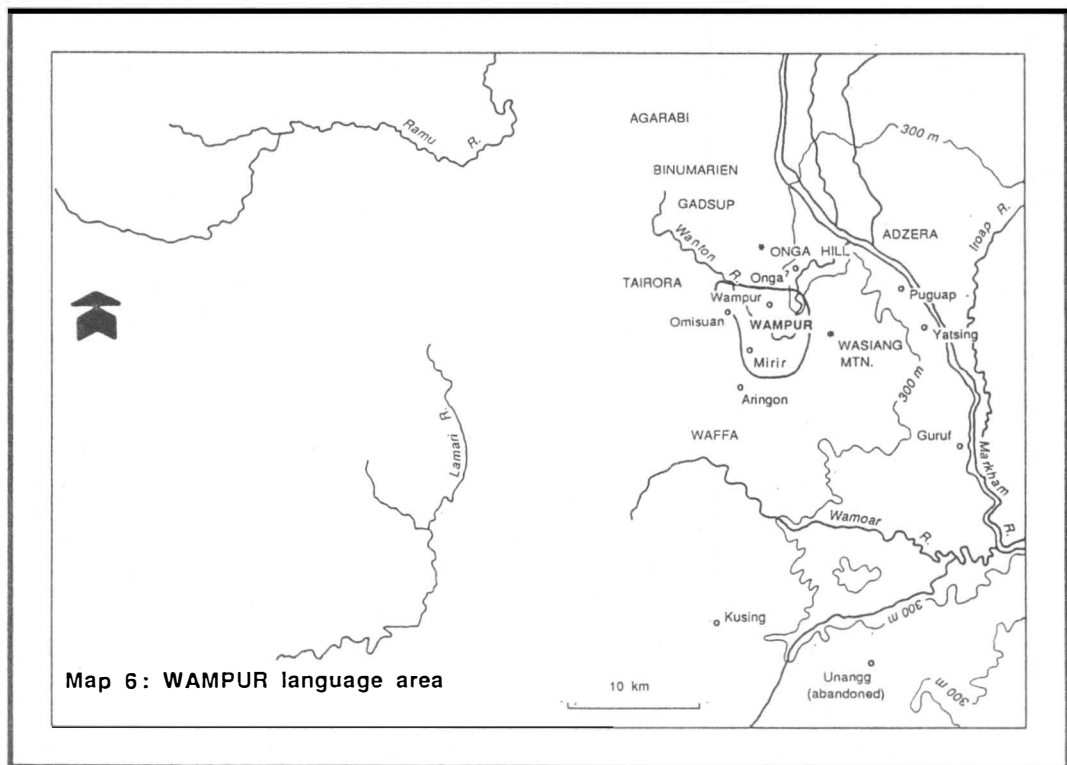 AGARABI
300 m
Ramu R.
BINUMARIEN
GADSUP
Iroap R.
ADZERA
Wanton R.
ONGA HILL
Onga?
TAIRORA
Puguap
Wampur
Omisuan
WAMPUR
Yatsing
WASIANG
MTN.
Mirir
300 m
Aringon
Lamari R.
WAFFA
Guruf
Markham R.
Wamoar R.
300 m
Kusing
Map 6: WAMPUR language area
10 km
Unangg
(abandoned)
300 m